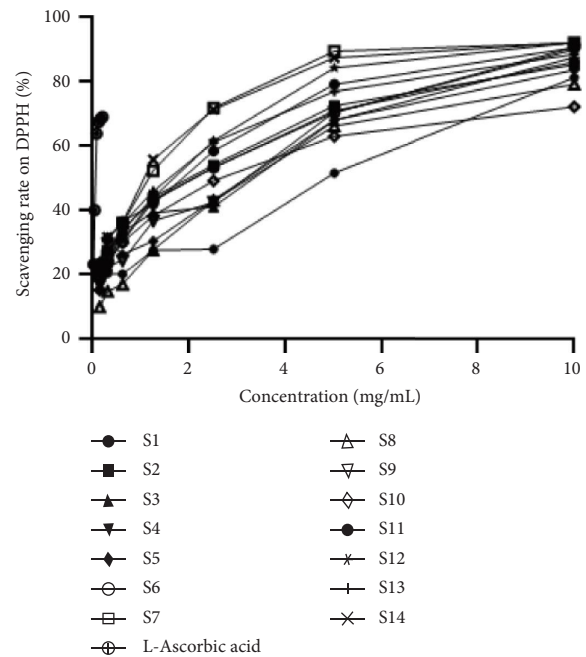 Scavenging rate on DPPH (%)
100
80
60
40
20
0
0 2 4 6 8 10
Concentration (mg/mL)
S1 S8
S2 S9
S3 S10
S4 S11
S5 S12
S6 S13
S7 S14
L-Ascorbic acid